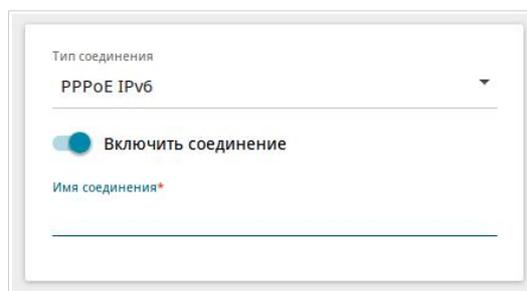 Тип соединения
PPPoE IPv6
Включить соединение
Имя соединения*